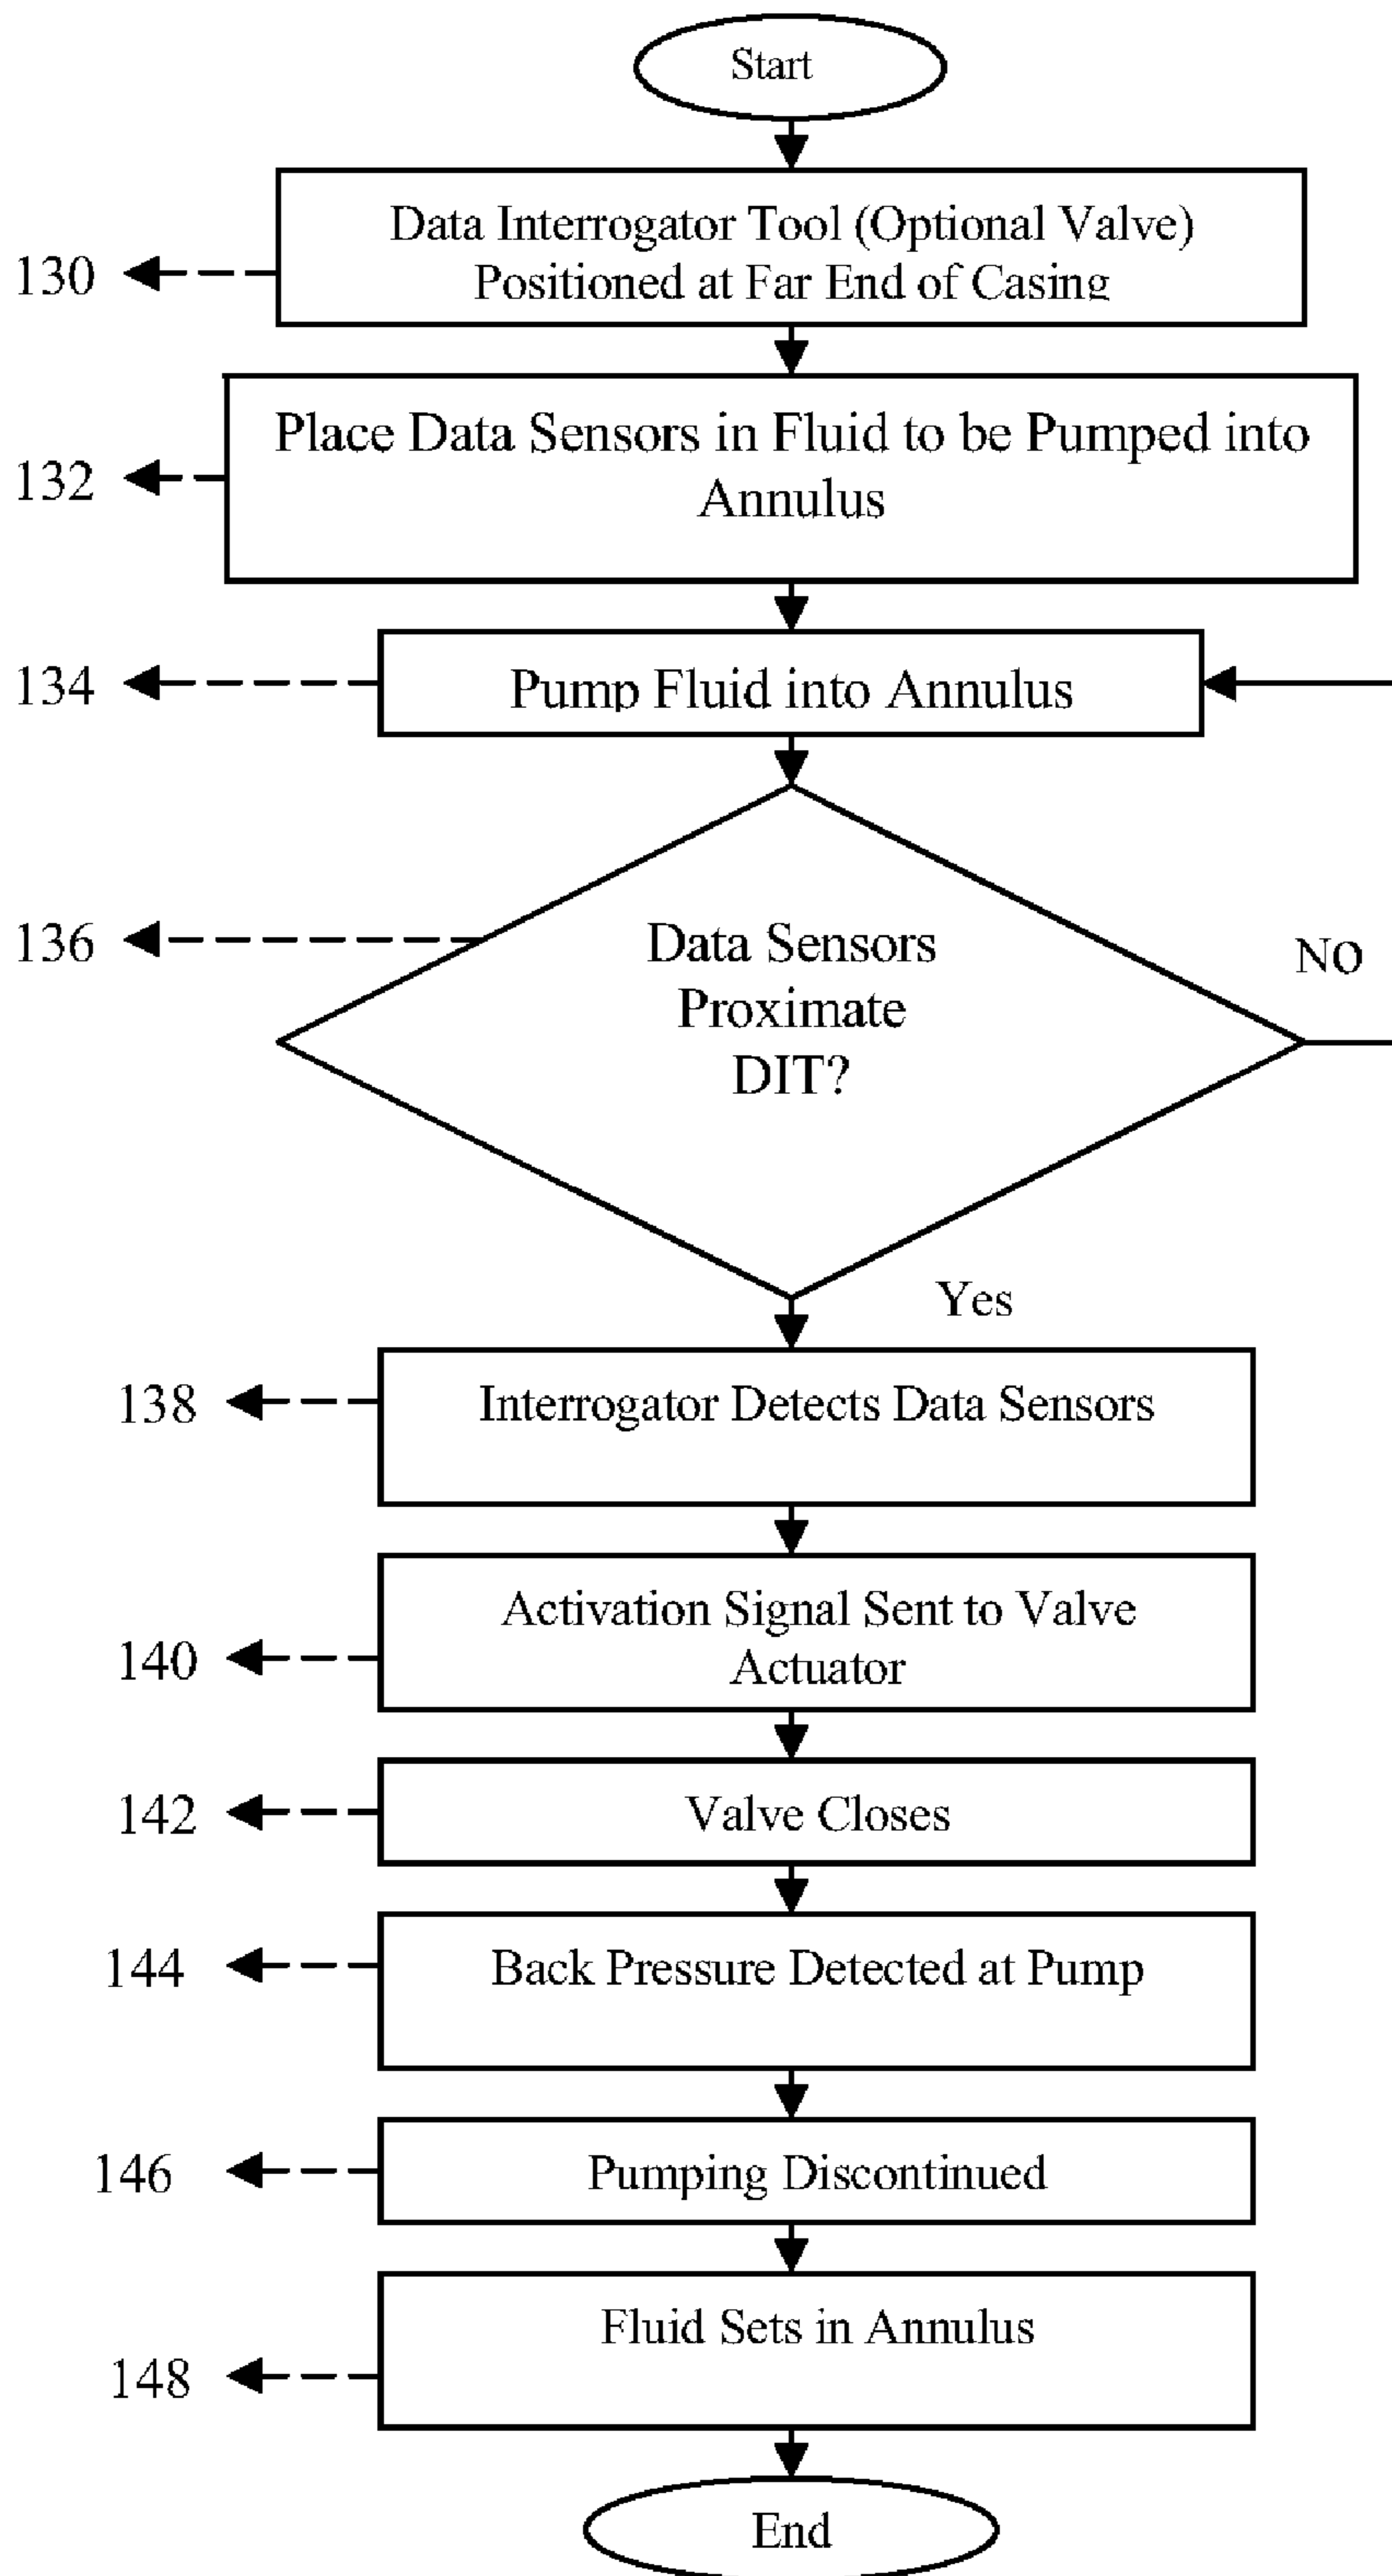 Start
Data Interrogator Tool (Optional Valve)
Positioned at Far End of Casing
130
Place Data Sensors in Fluid to be Pumped into
Annulus
132
Pump Fluid into Annulus
134
Data Sensors
Proximate
DIT?
136
NO
Yes
Interrogator Detects Data Sensors
138
Activation Signal Sent to Valve
Actuator
140
Valve Closes
142
Back Pressure Detected at Pump
144
Pumping Discontinued
146
Fluid Sets in Annulus
148
End